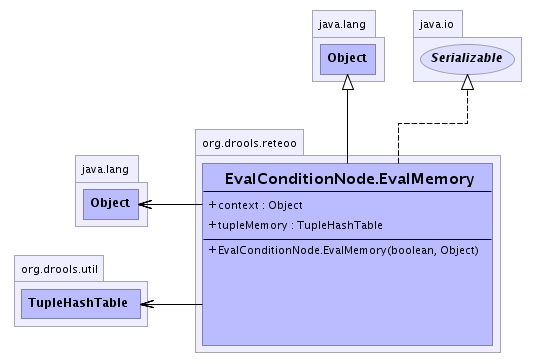 java.lang
Object
java.io
Serializable
org.drools.reteoo
EvalConditionNode.EvalMemory
+ context : Object
+ tupleMemory : TupleHashTable
+ EvalConditionNode.EvalMemory(boolean, Object)
java.lang
Object
org.drools.util
TupleHashTable